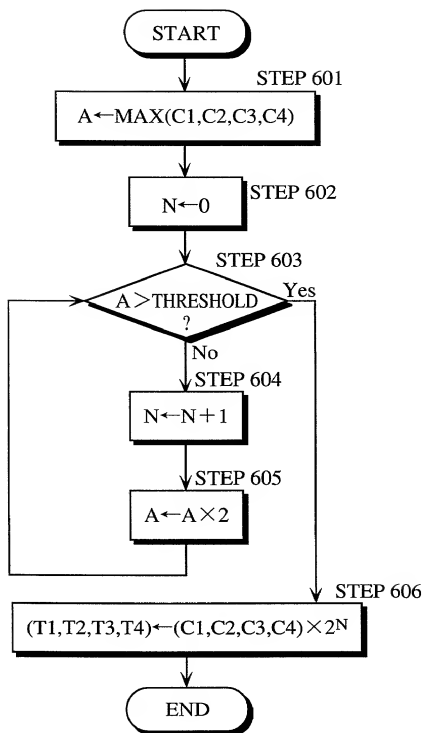 START
STEP 601
A←MAX(C1,C2,C3,C4)
STEP 602
N←0
STEP 603
A>THRESHOLD
?
Yes
No
STEP 604
N←N+1
STEP 605
A←A×2
STEP 606
(T1,T2,T3,T4)←(C1,C2,C3,C4)×2ᴺ
END